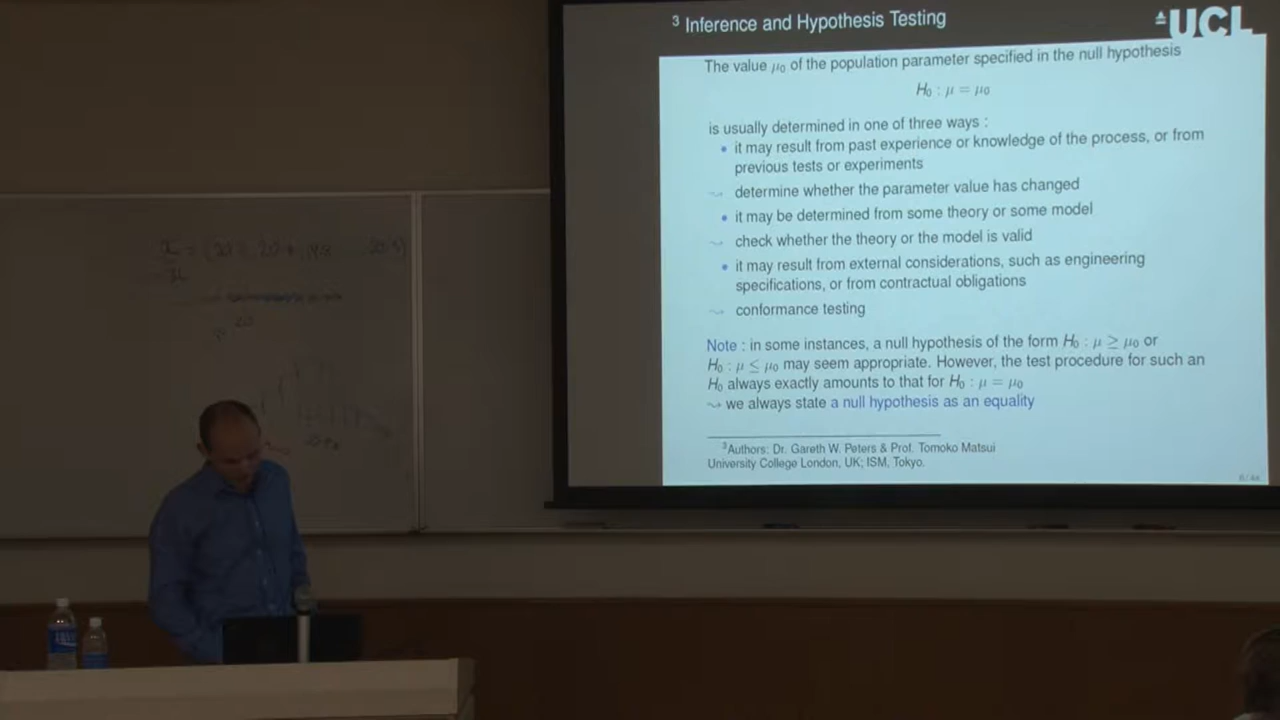 ³ Inference and Hypothesis Testing
UCL
The value μ₀ of the population parameter specified in the null hypothesis
H₀ : μ = μ₀
is usually determined in one of three ways :
• it may result from past experience or knowledge of the process, or from
previous tests or experiments
⇝ determine whether the parameter value has changed
• it may be determined from some theory or some model
⇝ check whether the theory or the model is valid
• it may result from external considerations, such as engineering
specifications, or from contractual obligations
⇝ conformance testing
Note : in some instances, a null hypothesis of the form H₀ : μ ≥ μ₀ or
H₀ : μ ≤ μ₀ may seem appropriate. However, the test procedure for such an
H₀ always exactly amounts to that for H₀ : μ = μ₀
⇝ we always state a null hypothesis as an equality
³Authors: Dr. Gareth W. Peters & Prof. Tomoko Matsui
University College London, UK; ISM, Tokyo.